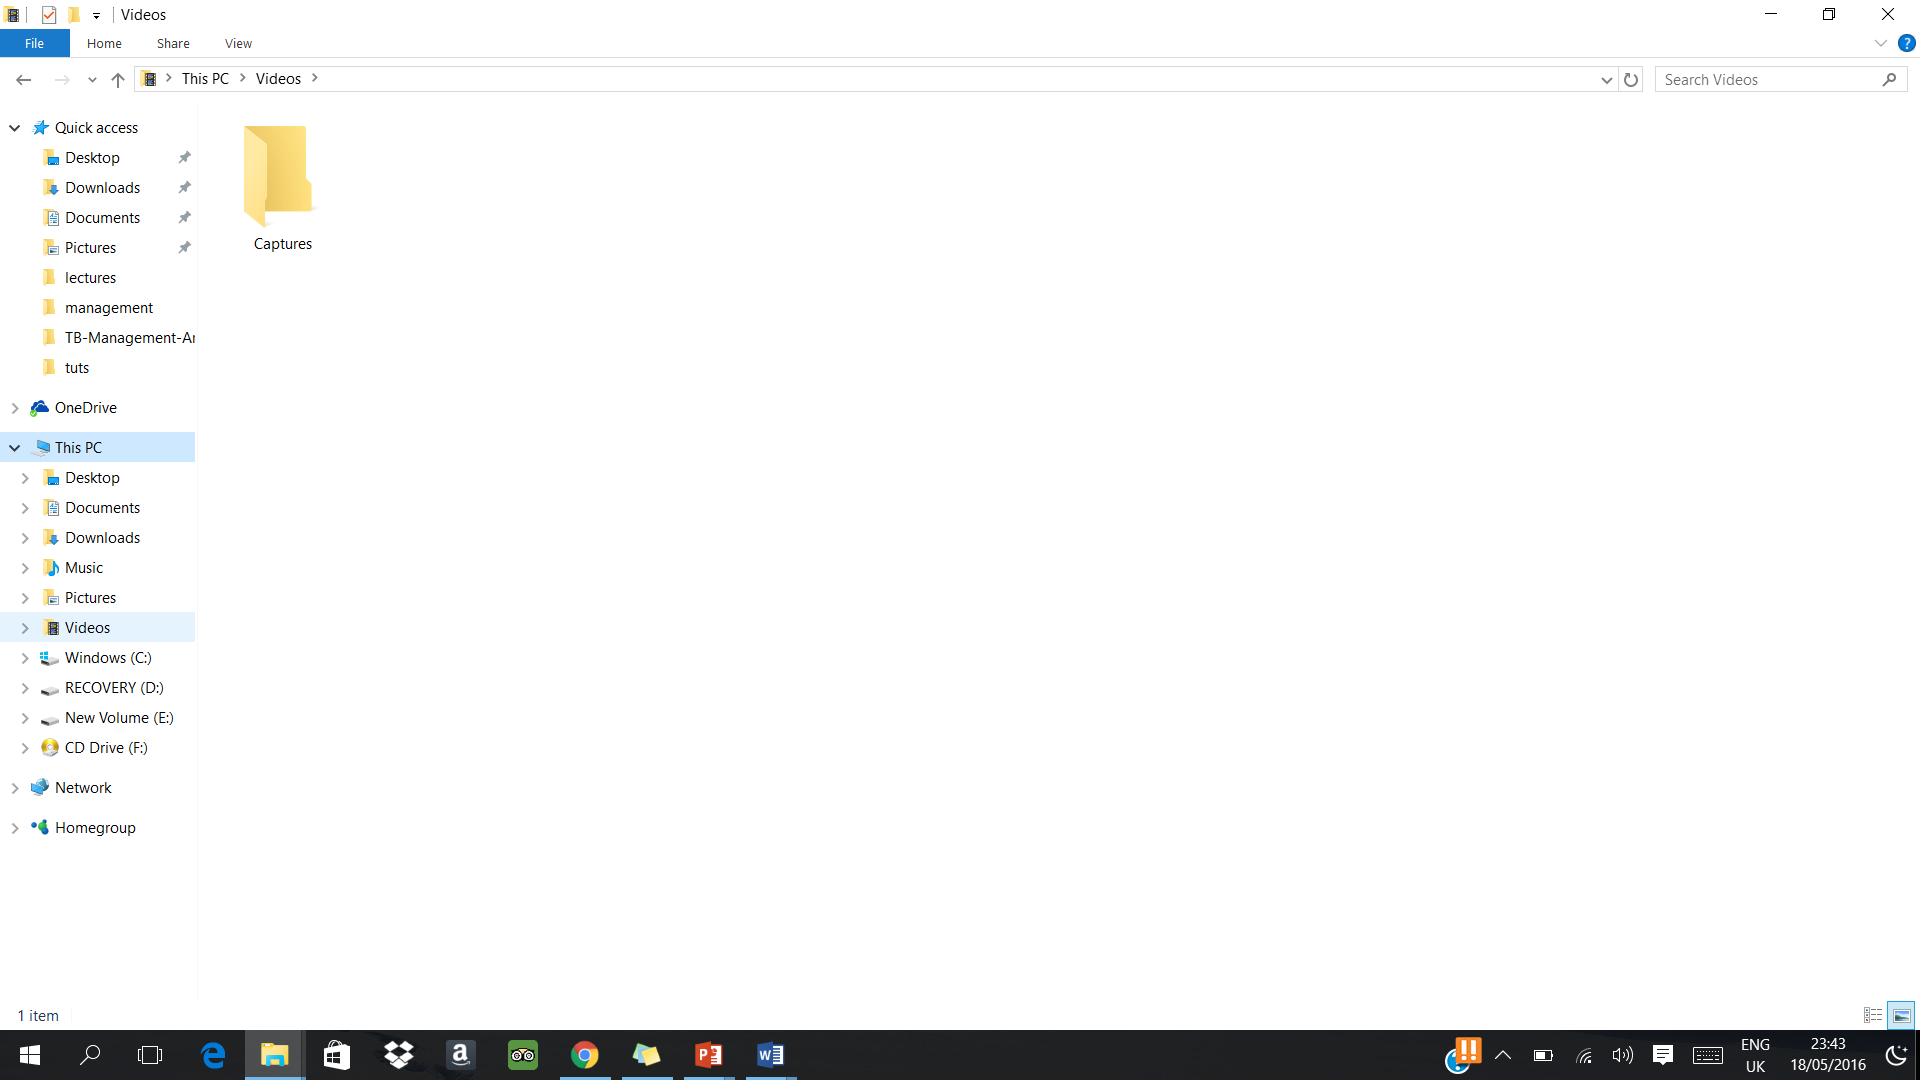 Videos
File Home Share View
This PC Videos
Search Videos
Quick access
Desktop
Downloads
Documents
Pictures
lectures
management
TB-Management-Ar
tuts
OneDrive
This PC
Desktop
Documents
Downloads
Music
Pictures
Videos
Windows (C:)
RECOVERY (D:)
New Volume (E:)
CD Drive (F:)
Network
Homegroup
Captures
1 item
ENG
UK
23:43
18/05/2016